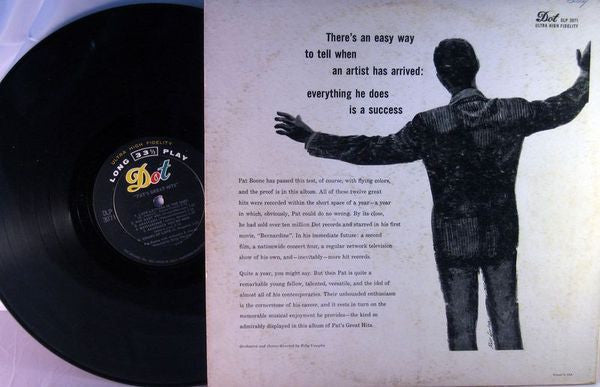 ULTRA HIGH FIDELITY
LONG 33⅓ PLAY
Dot
"PAT'S GREAT HITS"
DLP
3071
There's an easy way
to tell when
an artist has arrived:
everything he does
is a success
Dot DLP 3071
ULTRA HIGH FIDELITY
Pat Boone has passed this test, of course, with flying colors,
and the proof is in this album. All of these twelve great
hits were recorded within the short space of a year—a year
in which, obviously, Pat could do no wrong. By its close,
he had sold over ten million Dot records and starred in his first
movie, "Bernardine". In his immediate future: a second
film, a nationwide concert tour, a regular network television
show of his own, and—inevitably—more hit records.
Quite a year, you might say. But then Pat is quite a
remarkable young fellow, talented, versatile, and the idol of
almost all of his contemporaries. Their unbounded enthusiasm
is the cornerstone of his career, and it rests in turn on the
memorable musical enjoyment he provides—the kind so
admirably displayed in this album of Pat's Great Hits.
Orchestra and Chorus Directed by Billy Vaughn